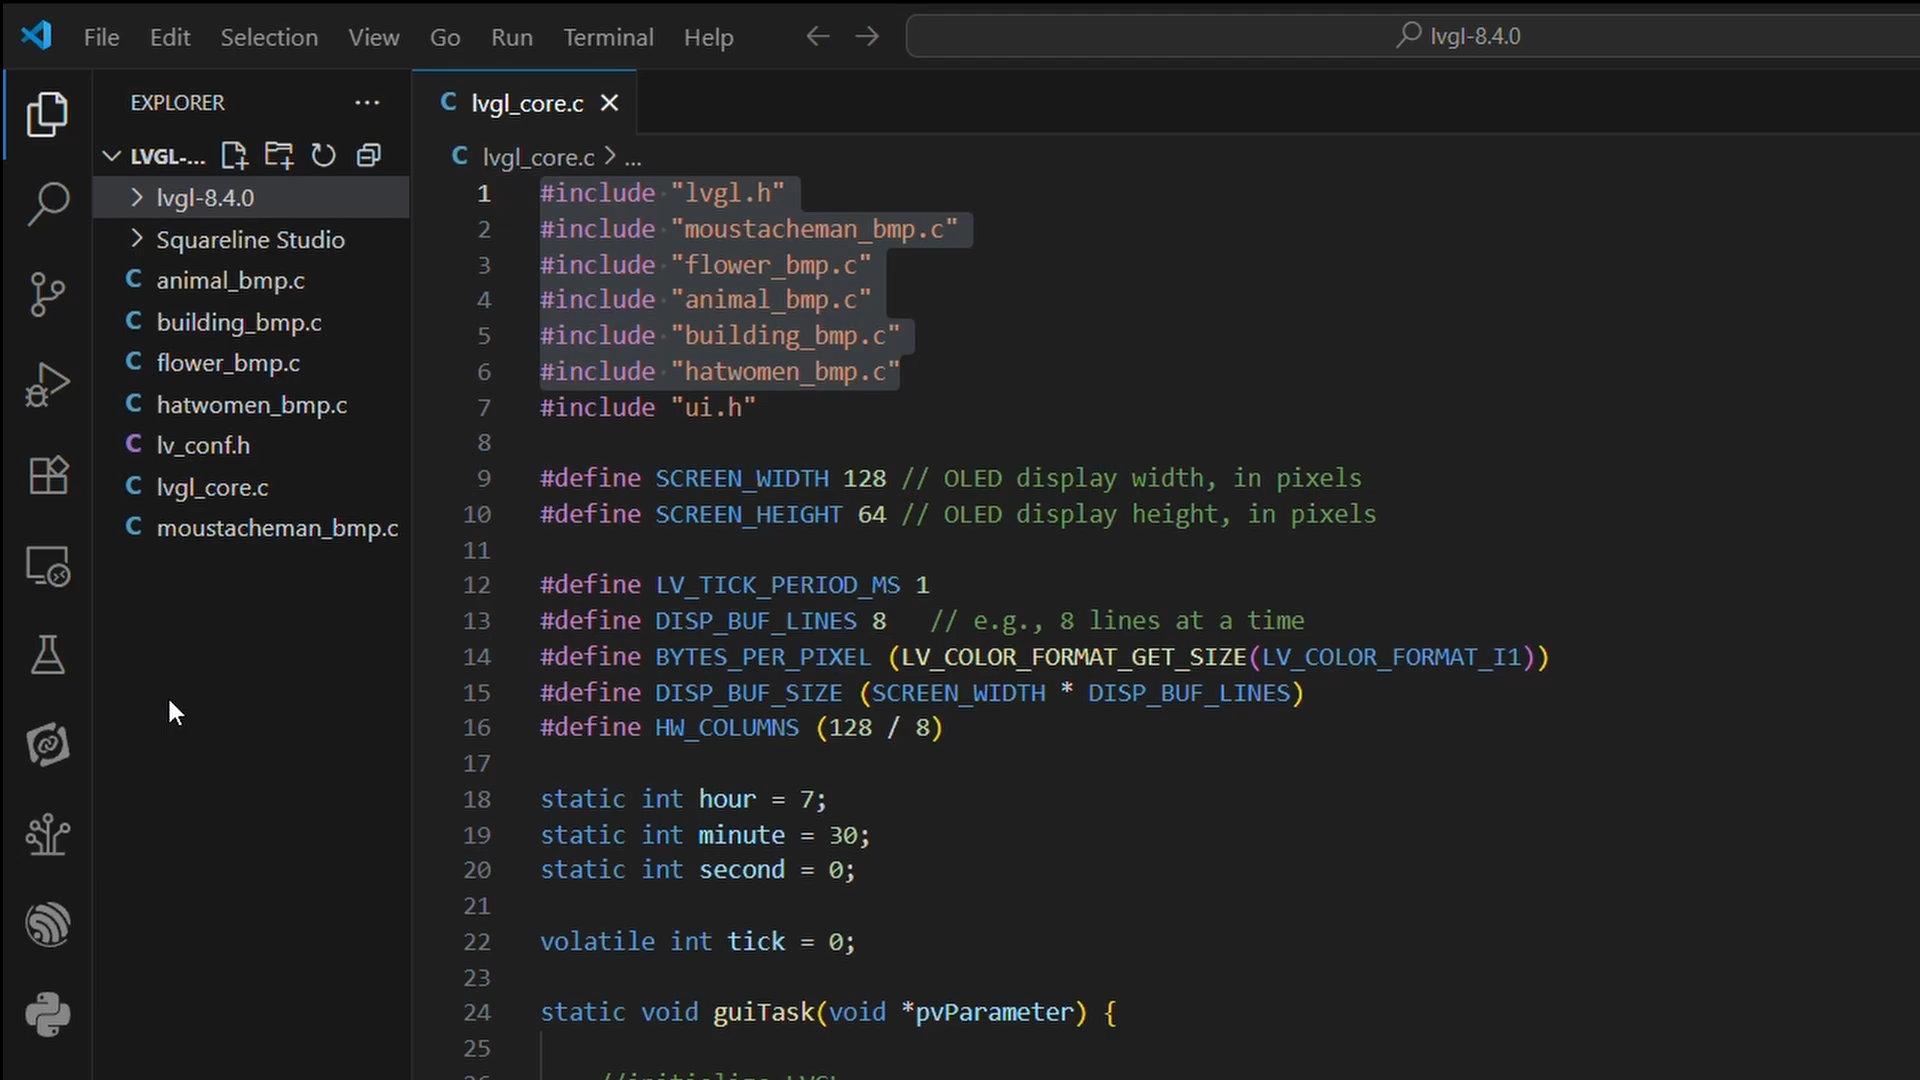 File Edit Selection View Go Run Terminal Help
lvgl-8.4.0
EXPLORER ...
LVGL-...
lvgl-8.4.0
Squareline Studio
C animal_bmp.c
C building_bmp.c
C flower_bmp.c
C hatwomen_bmp.c
C lv_conf.h
C lvgl_core.c
C moustacheman_bmp.c
C lvgl_core.c
C lvgl_core.c > ...
1 #include "lvgl.h"
2 #include "moustacheman_bmp.c"
3 #include "flower_bmp.c"
4 #include "animal_bmp.c"
5 #include "building_bmp.c"
6 #include "hatwomen_bmp.c"
7 #include "ui.h"
8
9 #define SCREEN_WIDTH 128 // OLED display width, in pixels
10 #define SCREEN_HEIGHT 64 // OLED display height, in pixels
11
12 #define LV_TICK_PERIOD_MS 1
13 #define DISP_BUF_LINES 8   // e.g., 8 lines at a time
14 #define BYTES_PER_PIXEL (LV_COLOR_FORMAT_GET_SIZE(LV_COLOR_FORMAT_I1))
15 #define DISP_BUF_SIZE (SCREEN_WIDTH * DISP_BUF_LINES)
16 #define HW_COLUMNS (128 / 8)
17
18 static int hour = 7;
19 static int minute = 30;
20 static int second = 0;
21
22 volatile int tick = 0;
23
24 static void guiTask(void *pvParameter) {
25